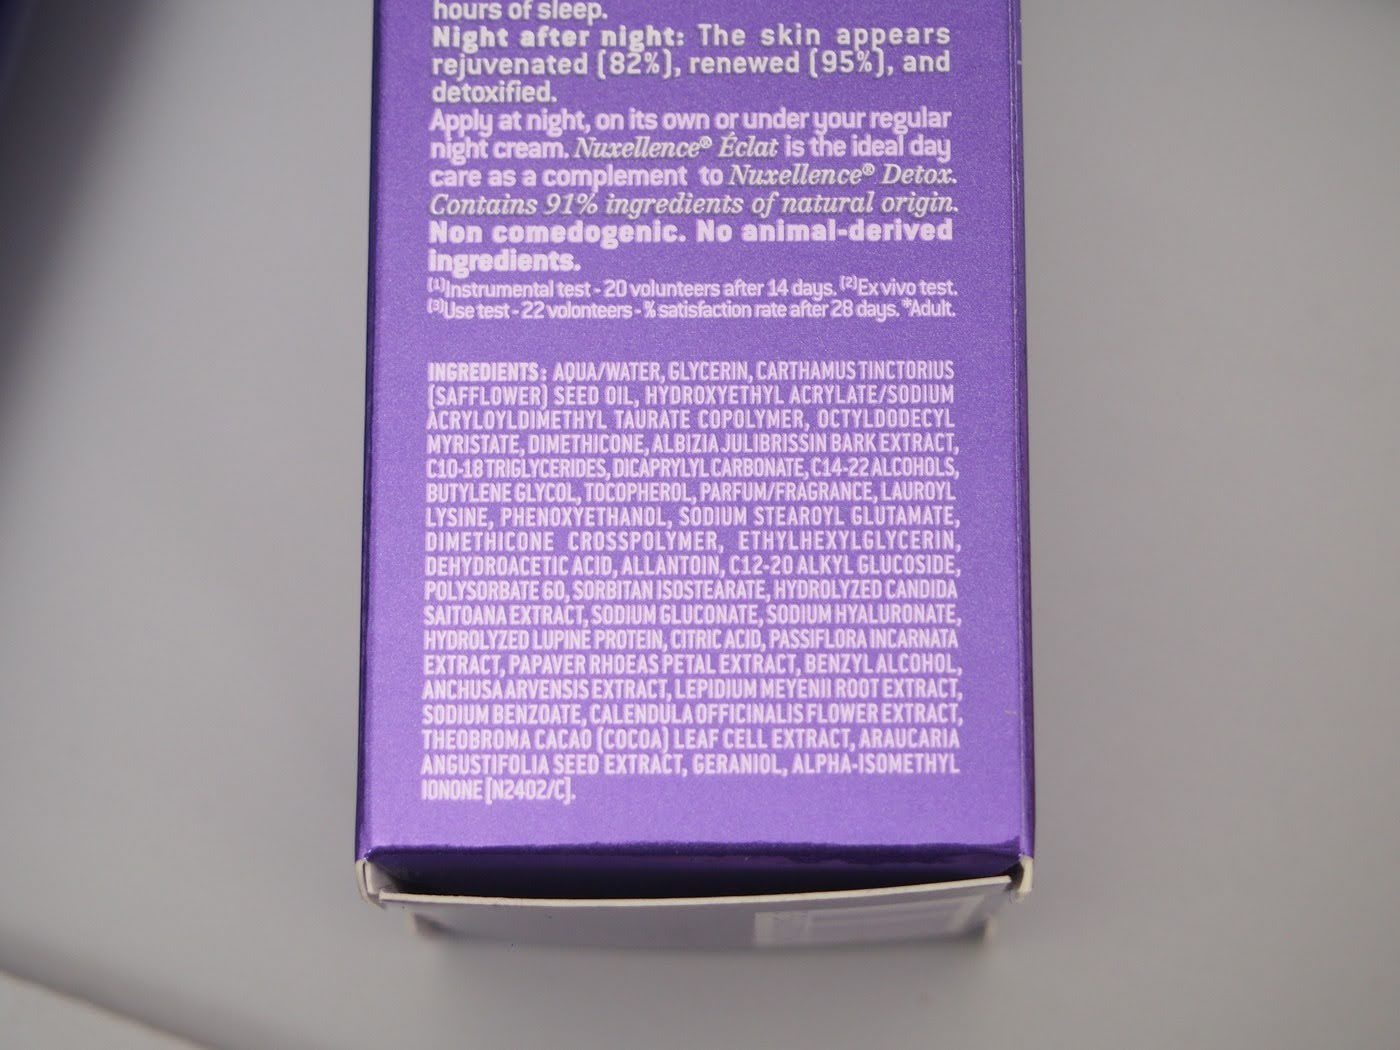 hours of sleep.
Night after night: The skin appears
rejuvenated (82%), renewed (95%), and
detoxified.
Apply at night, on its own or under your regular
night cream. Nuxellence® Éclat is the ideal day
care as a complement to Nuxellence® Detox.
Contains 91% ingredients of natural origin.
Non comedogenic. No animal-derived
ingredients.
(1)Instrumental test - 20 volunteers after 14 days. (2)Ex vivo test.
(3)Use test - 22 volonteers - % satisfaction rate after 28 days. *Adult.
INGREDIENTS: AQUA/WATER, GLYCERIN, CARTHAMUS TINCTORIUS
(SAFFLOWER) SEED OIL, HYDROXYETHYL ACRYLATE/SODIUM
ACRYLOYLDIMETHYL TAURATE COPOLYMER, OCTYLDODECYL
MYRISTATE, DIMETHICONE, ALBIZIA JULIBRISSIN BARK EXTRACT,
C10-18 TRIGLYCERIDES, DICAPRYLYL CARBONATE, C14-22 ALCOHOLS,
BUTYLENE GLYCOL, TOCOPHEROL, PARFUM/FRAGRANCE, LAUROYL
LYSINE, PHENOXYETHANOL, SODIUM STEAROYL GLUTAMATE,
DIMETHICONE CROSSPOLYMER, ETHYLHEXYLGLYCERIN,
DEHYDROACETIC ACID, ALLANTOIN, C12-20 ALKYL GLUCOSIDE,
POLYSORBATE 60, SORBITAN ISOSTEARATE, HYDROLYZED CANDIDA
SAITOANA EXTRACT, SODIUM GLUCONATE, SODIUM HYALURONATE,
HYDROLYZED LUPINE PROTEIN, CITRIC ACID, PASSIFLORA INCARNATA
EXTRACT, PAPAVER RHOEAS PETAL EXTRACT, BENZYL ALCOHOL,
ANCHUSA ARVENSIS EXTRACT, LEPIDIUM MEYENII ROOT EXTRACT,
SODIUM BENZOATE, CALENDULA OFFICINALIS FLOWER EXTRACT,
THEOBROMA CACAO (COCOA) LEAF CELL EXTRACT, ARAUCARIA
ANGUSTIFOLIA SEED EXTRACT, GERANIOL, ALPHA-ISOMETHYL
IONONE [N2402/C].